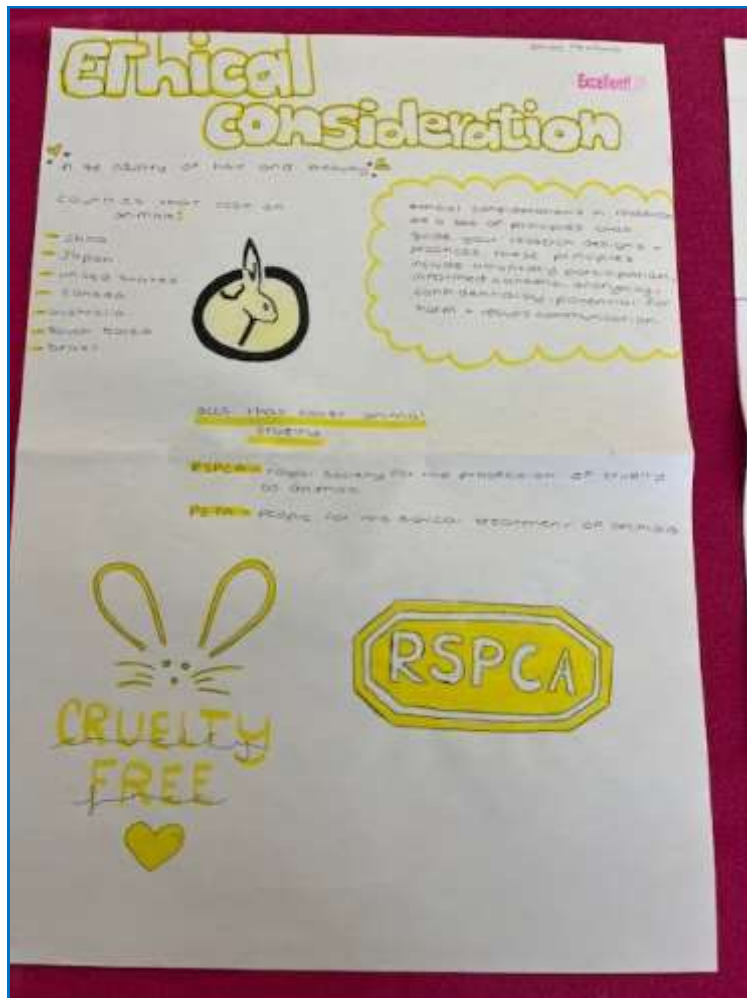 Excellent!
Ethical
consideration
in the industry of hair and beauty
countries that test on
animals
- China
- Japan
- united states
- Canada
- australia
- South Korea
- brazil
ethical considerations in research
are a set of principles that
guide your research designs +
practices. these principles
include voluntary participation,
informed consent, anonymity,
confidentiality, potential for
harm + results communication.
acts that cover animal
cruelty
RSPCA = royal society for the protection of cruelty
to animals
PETA = People for the ethical treatment of animals
CRUELTY
cruelty
FREE
free
RSPCA